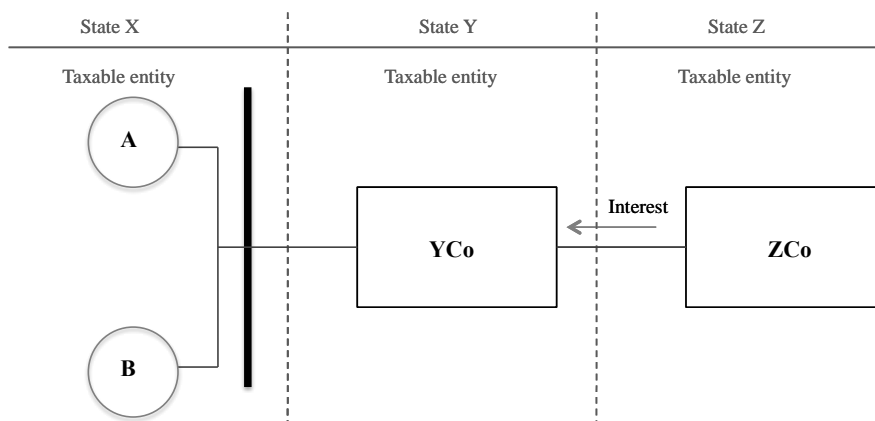 State X State Y State Z
Taxable entity Taxable entity Taxable entity
A
Interest
YCo ZCo
B